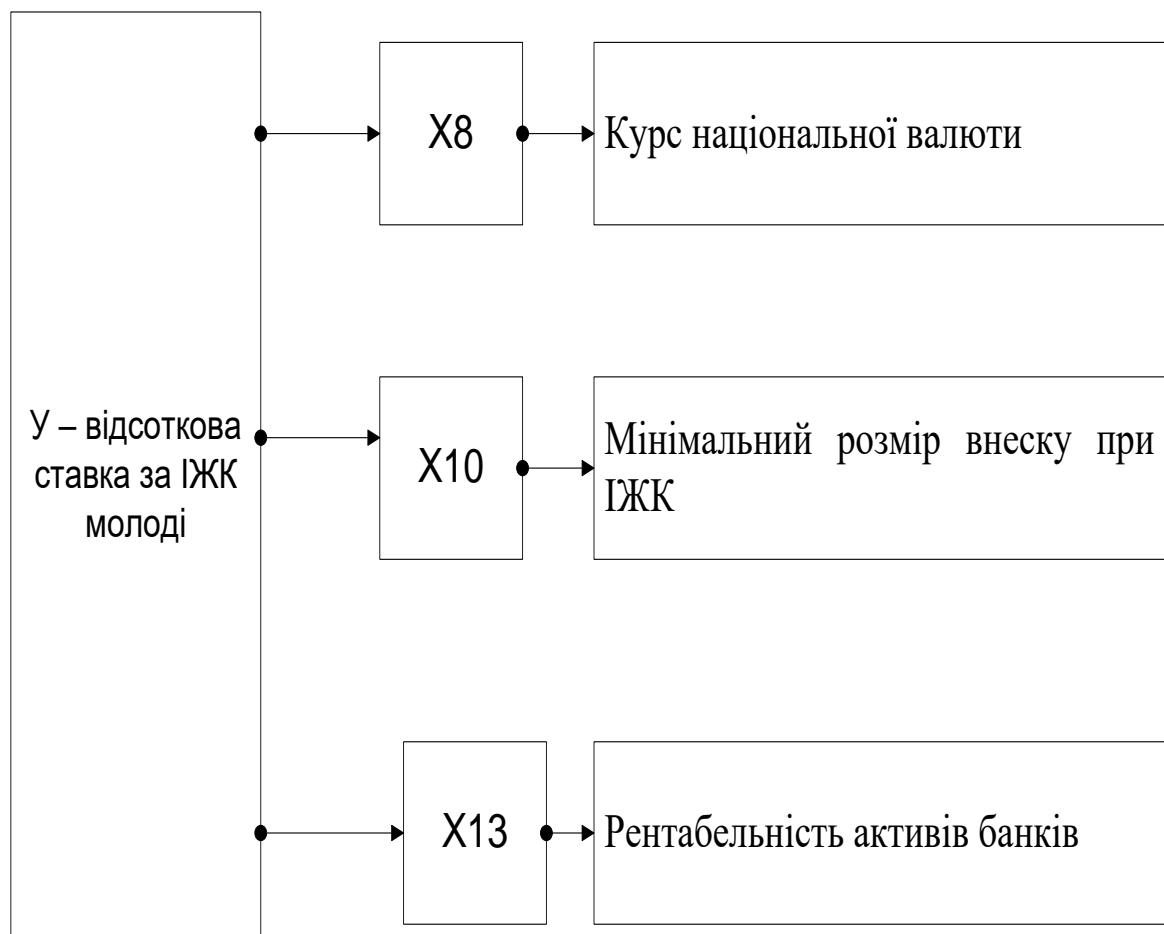 Х8
Курс національної валюти
У – відсоткова
ставка за ІЖК
молоді
Х10
Мінімальний розмір внеску при
ІЖК
Х13
Рентабельність активів банків